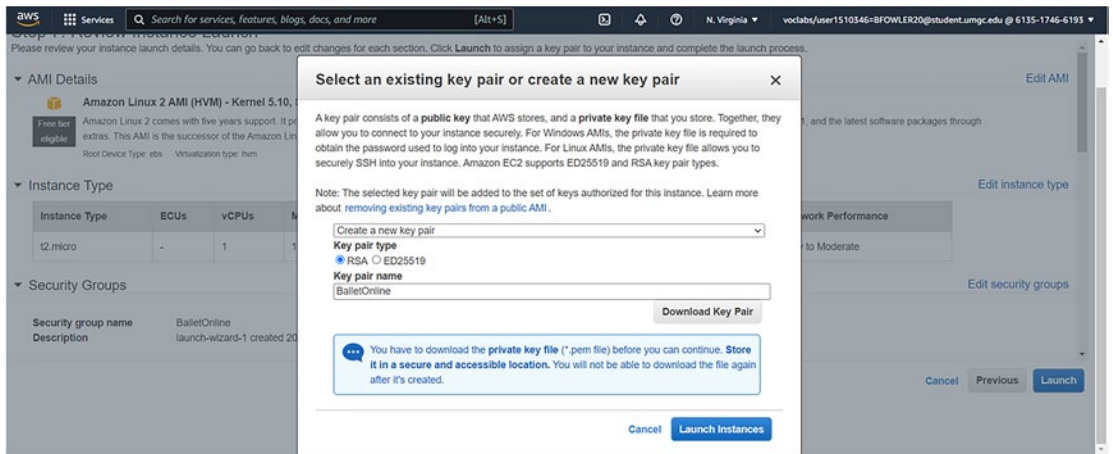 aws Services Search for services, features, blogs, docs, and more [Alt+S] N. Virginia voclabs/user1510346=BFOWLER20@student.umgc.edu @ 6135-1746-6193
Step 7: Review Instance Launch
Please review your instance launch details. You can go back to edit changes for each section. Click Launch to assign a key pair to your instance and complete the launch process.
AMI Details
Edit AMI
Amazon Linux 2 AMI (HVM) - Kernel 5.10,
Free tier eligible
Amazon Linux 2 comes with five years support. It pr
, and the latest software packages through
extras. This AMI is the successor of the Amazon Lin
Root Device Type: ebs Virtualization type: hvm
Instance Type
Edit instance type
Instance Type ECUs vCPUs M work Performance
t2.micro - 1 1 to Moderate
Security Groups
Edit security groups
Security group name BalletOnline
Description launch-wizard-1 created 20
Cancel Previous Launch
Select an existing key pair or create a new key pair
A key pair consists of a public key that AWS stores, and a private key file that you store. Together, they
allow you to connect to your instance securely. For Windows AMIs, the private key file is required to
obtain the password used to log into your instance. For Linux AMIs, the private key file allows you to
securely SSH into your instance. Amazon EC2 supports ED25519 and RSA key pair types.
Note: The selected key pair will be added to the set of keys authorized for this instance. Learn more
about removing existing key pairs from a public AMI.
Create a new key pair
Key pair type
RSA ED25519
Key pair name
BalletOnline
Download Key Pair
You have to download the private key file (*.pem file) before you can continue. Store
it in a secure and accessible location. You will not be able to download the file again
after it's created.
Cancel Launch Instances